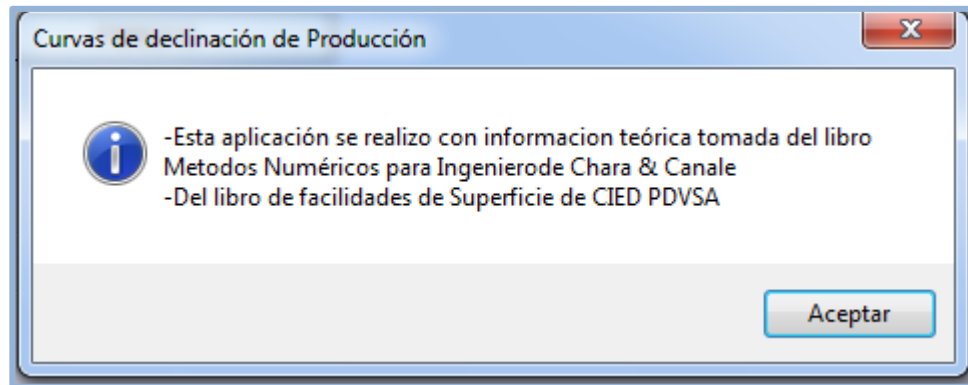 Curvas de declinación de Producción
-Esta aplicación se realizo con informacion teórica tomada del libro
Metodos Numéricos para Ingenierode Chara & Canale
-Del libro de facilidades de Superficie de CIED PDVSA
Aceptar